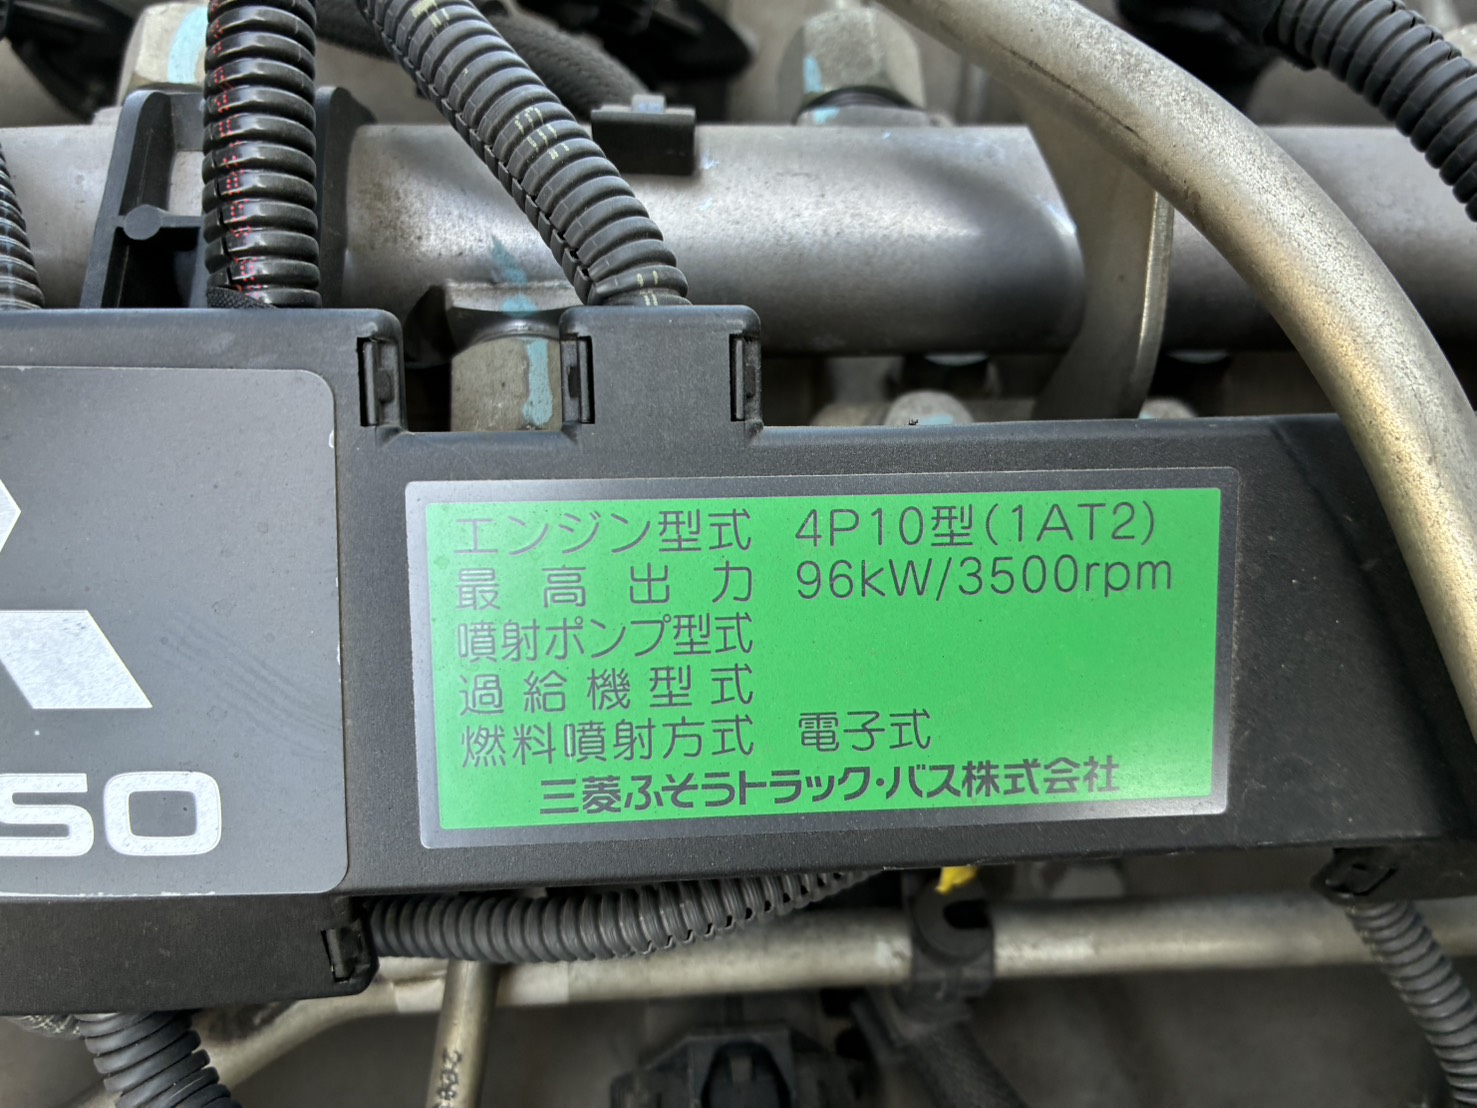 エンジン型式 4P10型(1AT2)
最高出力 96kW/3500rpm
噴射ポンプ型式
過給機型式
燃料噴射方式 電子式
三菱ふそうトラック・バス株式会社
SO